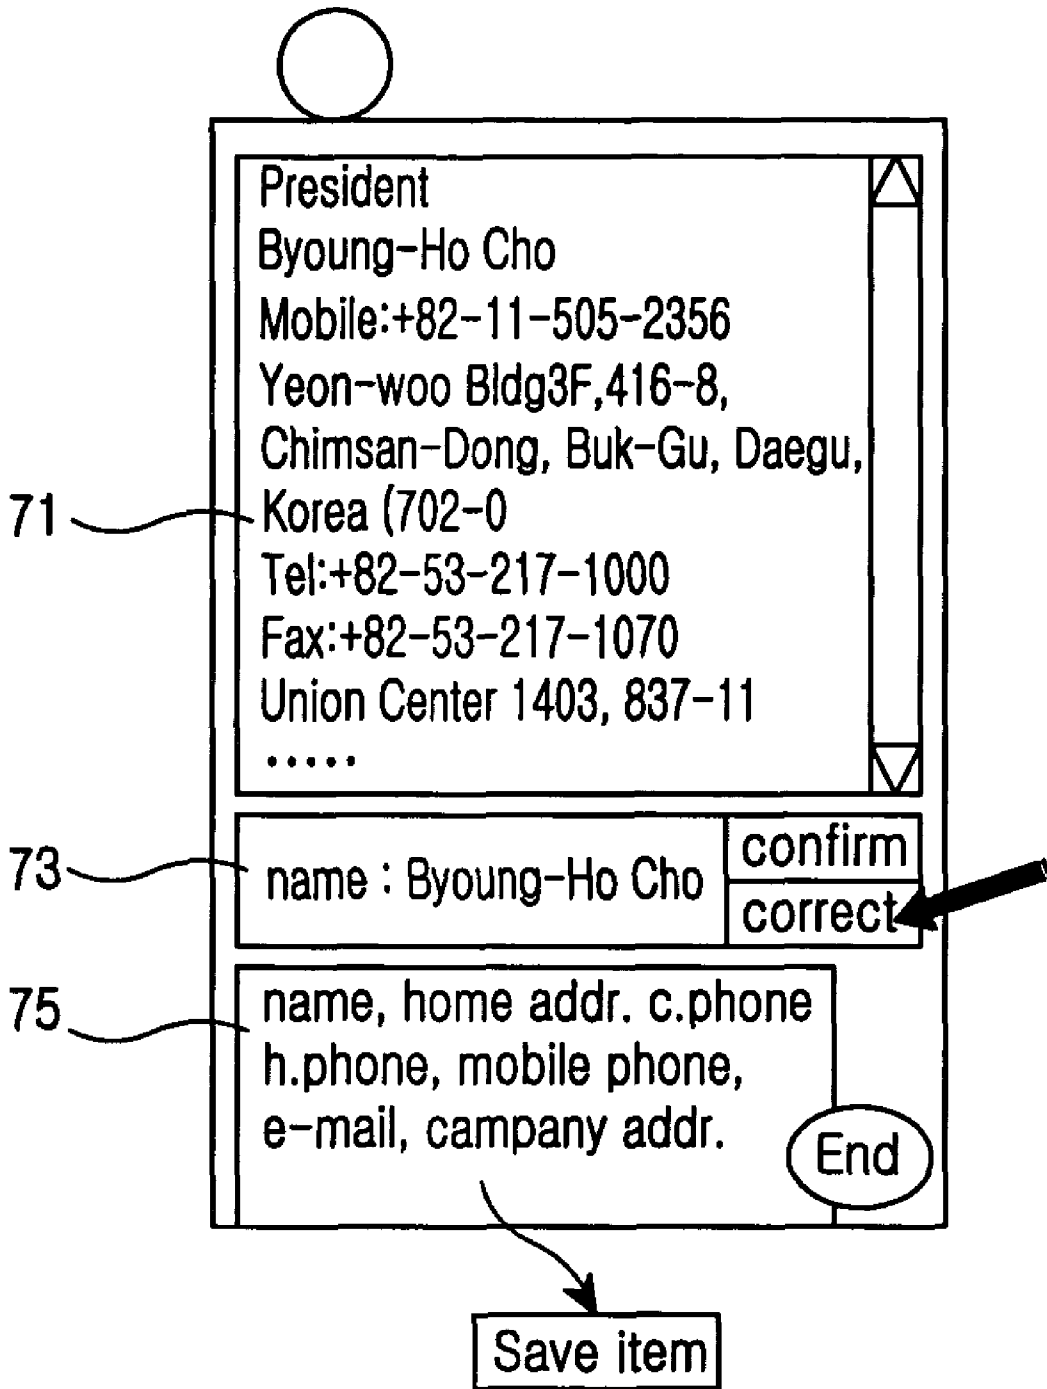 President
Byoung-Ho Cho
Mobile:+82-11-505-2356
Yeon-woo Bldg3F,416-8,
Chimsan-Dong, Buk-Gu, Daegu,
71
Korea (702-0
Tel:+82-53-217-1000
Fax:+82-53-217-1070
Union Center 1403, 837-11
.....
73
name : Byoung-Ho Cho
confirm
correct
75
name, home addr. c.phone
h.phone, mobile phone,
e-mail, campany addr.
End
Save item